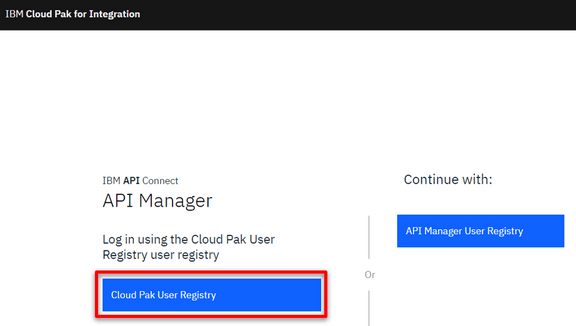 IBM Cloud Pak for Integration
IBM API Connect
API Manager
Log in using the Cloud Pak User
Registry user registry
Cloud Pak User Registry
Or
Continue with:
API Manager User Registry